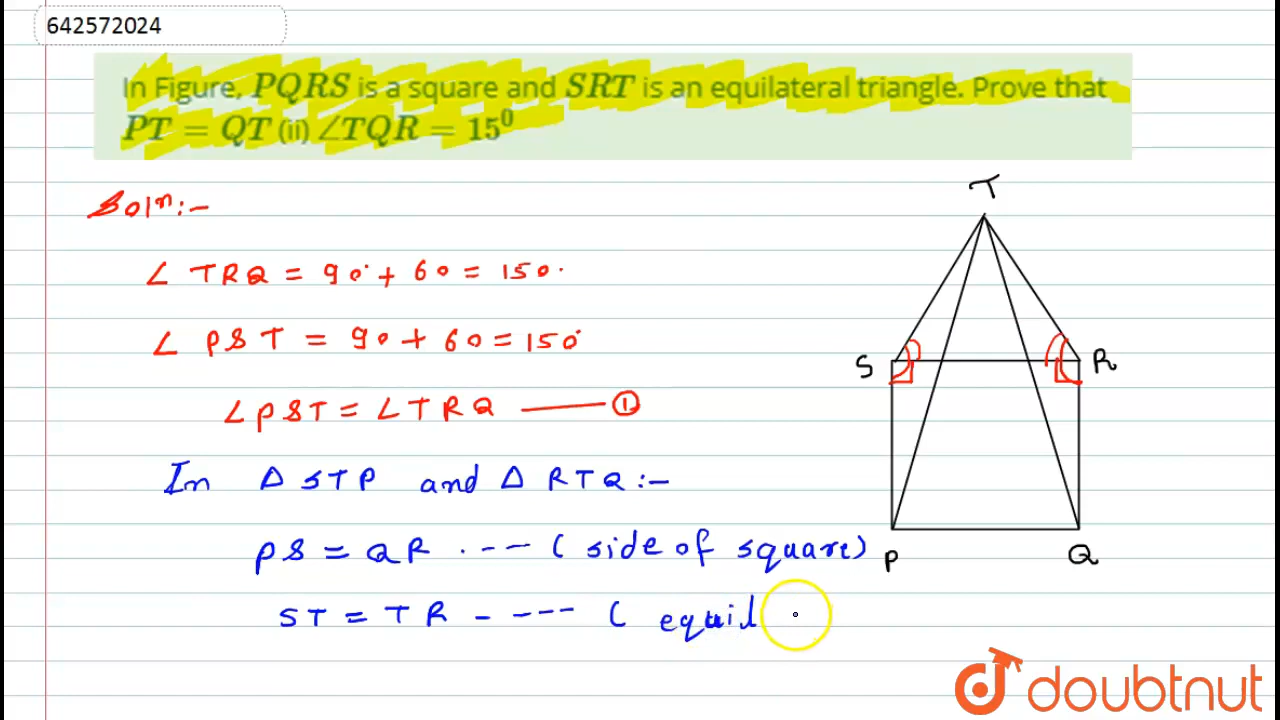 642572024
In Figure, PQRS is a square and SRT is an equilateral triangle. Prove that
PT = QT (ii) ∠TQR = 15⁰
Solⁿ:-
∠ TRQ = 90° + 60 = 150°
∠ PST = 90 + 60 = 150°
∠PST = ∠TRQ —— ①
In Δ STP and Δ RTQ :-
PS = QR ---- ( side of square)
ST = TR ---- ( equil
T
S
R
P
Q
doubtnut